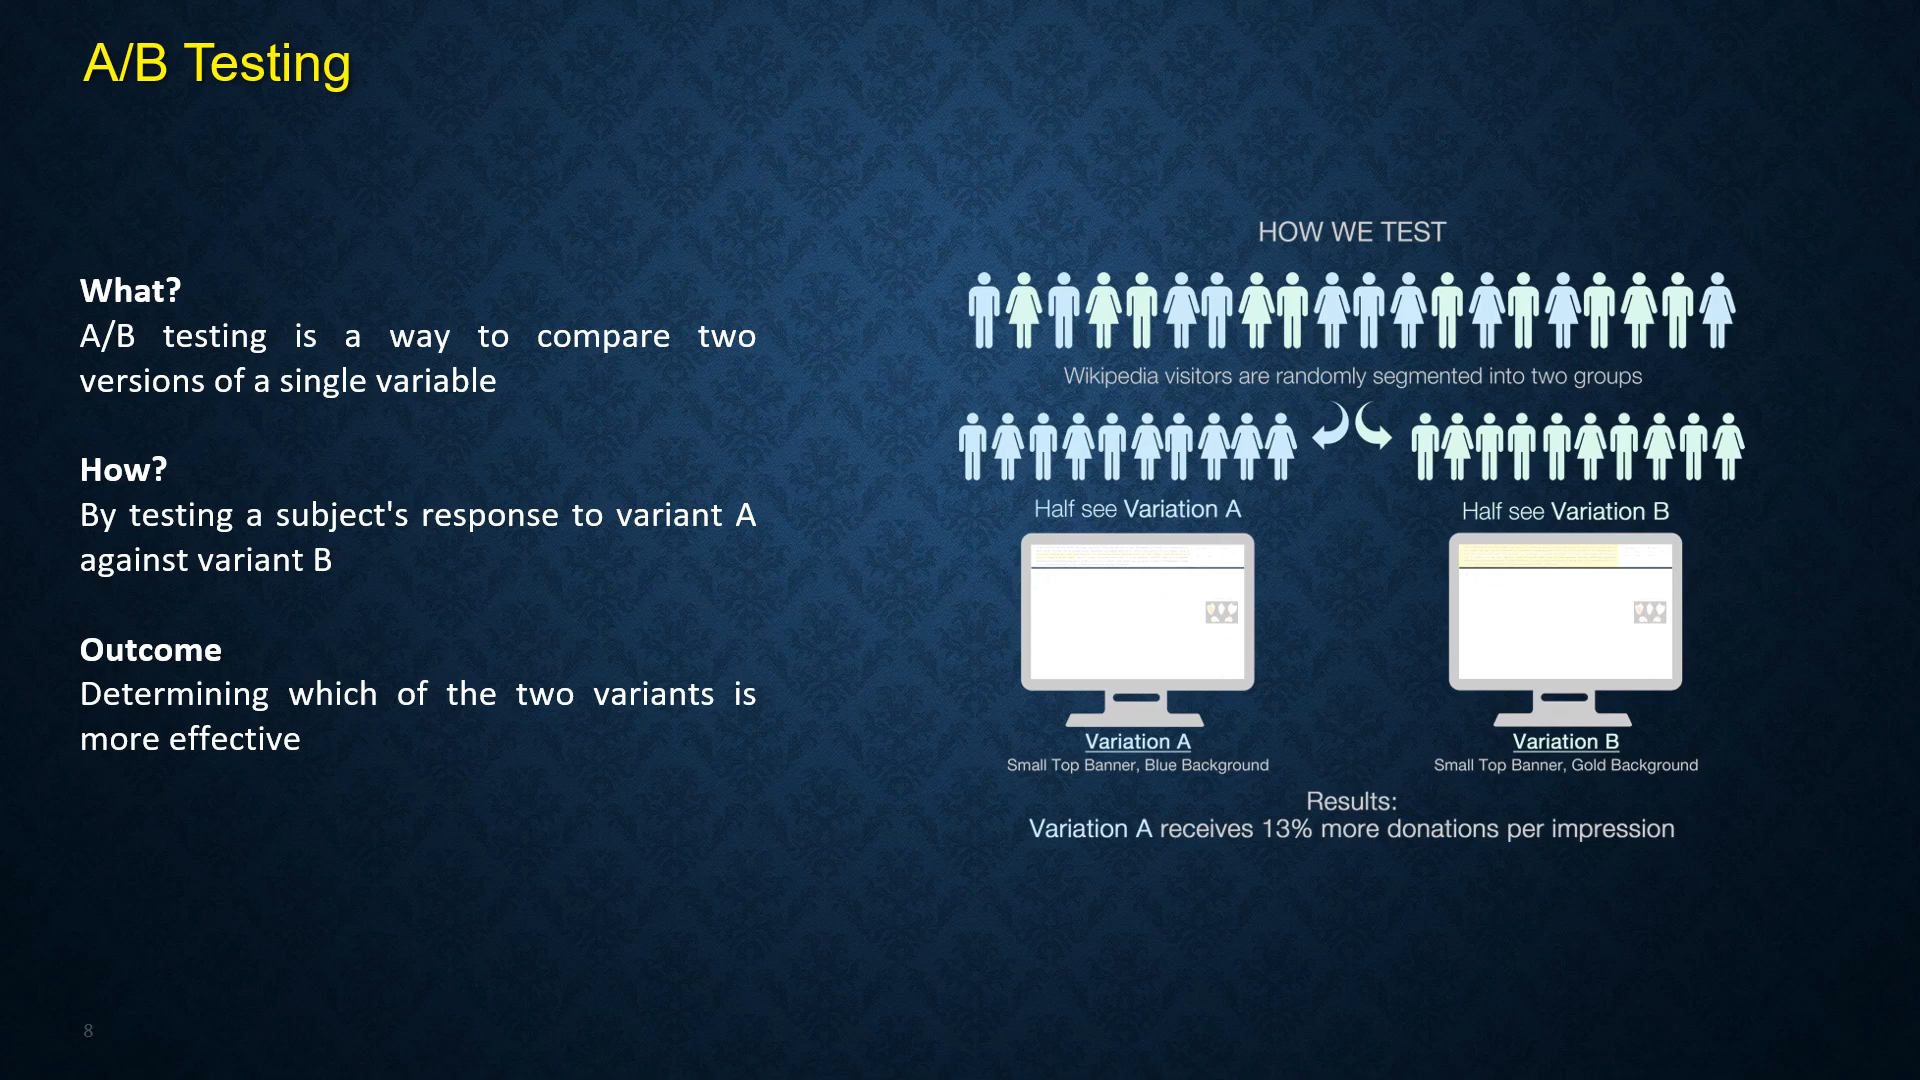 A/B Testing
What?
A/B testing is a way to compare two
versions of a single variable
How?
By testing a subject's response to variant A
against variant B
Outcome
Determining which of the two variants is
more effective
HOW WE TEST
Wikipedia visitors are randomly segmented into two groups
Half see Variation A
Half see Variation B
Variation A
Small Top Banner, Blue Background
Variation B
Small Top Banner, Gold Background
Results:
Variation A receives 13% more donations per impression
8